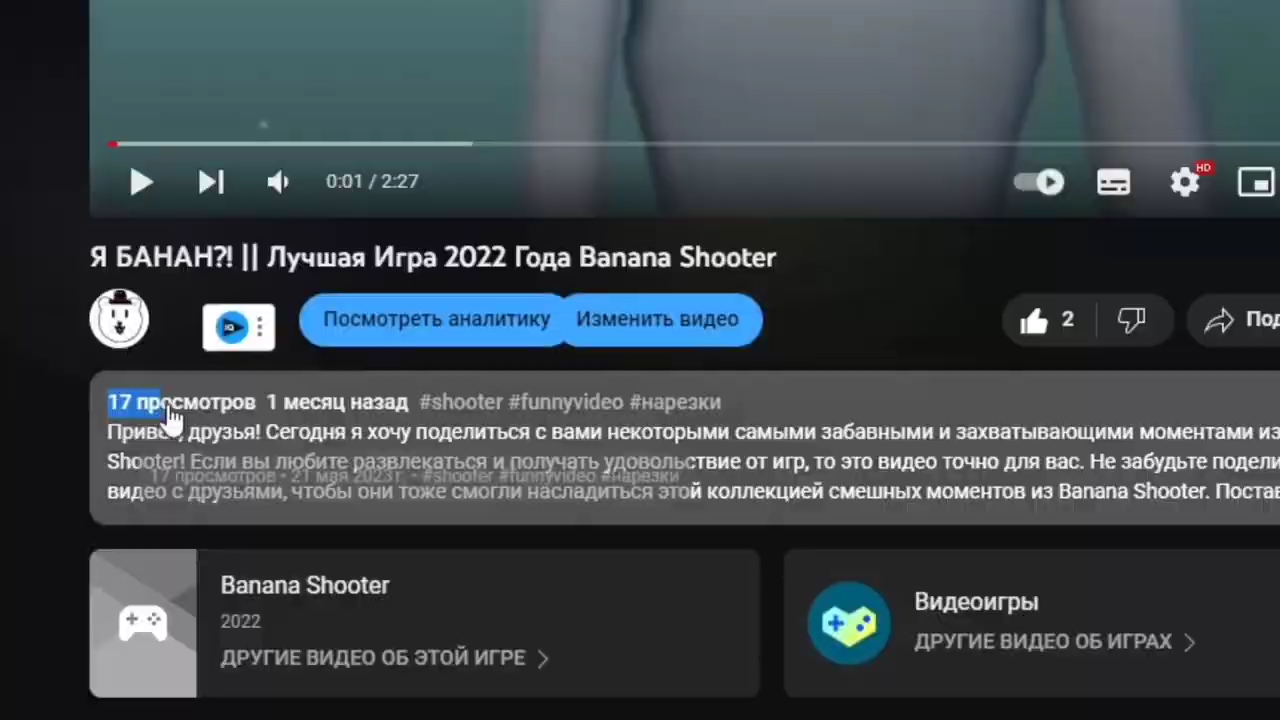 0:01 / 2:27
HD
Я БАНАН?! || Лучшая Игра 2022 Года Banana Shooter
IQ
Посмотреть аналитику
Изменить видео
2
17 просмотров 1 месяц назад #shooter #funnyvideo #нарезки
друзья! Сегодня я хочу поделиться с вами некоторыми самыми забавными и захватывающими моментами из
Shooter! Если вы любите развлекаться и получать удовольствие от игр, то это видео точно для вас. Не забудьте
17 просмотров • 21 мая 2023 г. • #shooter #funnyvideo #нарезки
видео с друзьями, чтобы они тоже смогли насладиться этой коллекцией смешных моментов из Banana Shooter.
Banana Shooter
2022
ДРУГИЕ ВИДЕО ОБ ЭТОЙ ИГРЕ
Видеоигры
ДРУГИЕ ВИДЕО ОБ ИГРАХ